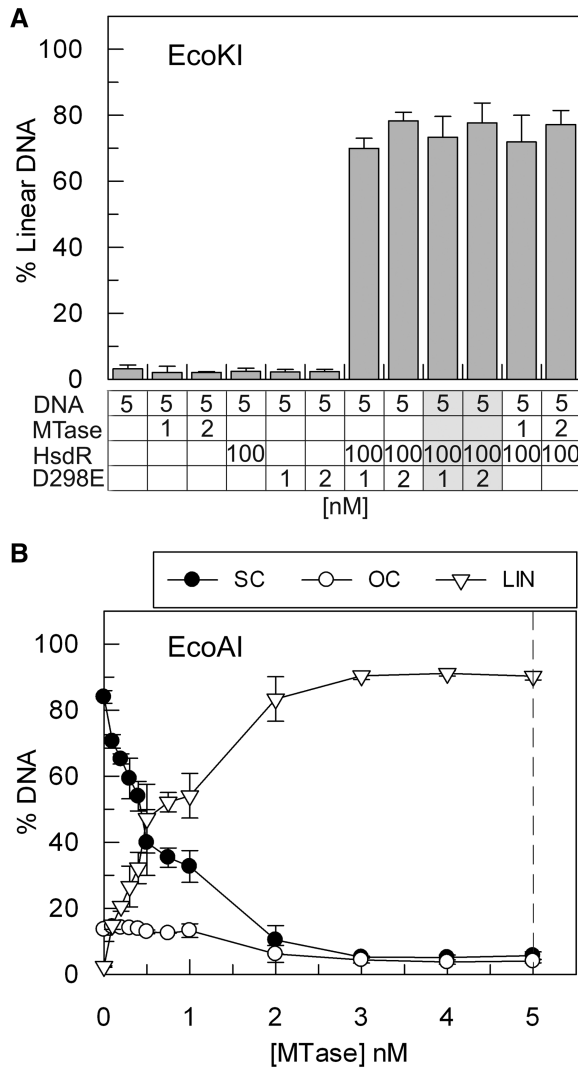 A
EcoKI
100
80
60
40
20
0
% Linear DNA
DNA 5 5 5 5 5 5 5 5 5 5 5 5
MTase 1 2 1 2
HsdR 100 100 100 100 100 100 100
D298E 1 2 1 2 1 2
[nM]
B
SC OC LIN
EcoAI
100
80
60
40
20
0
% DNA
0 1 2 3 4 5
[MTase] nM